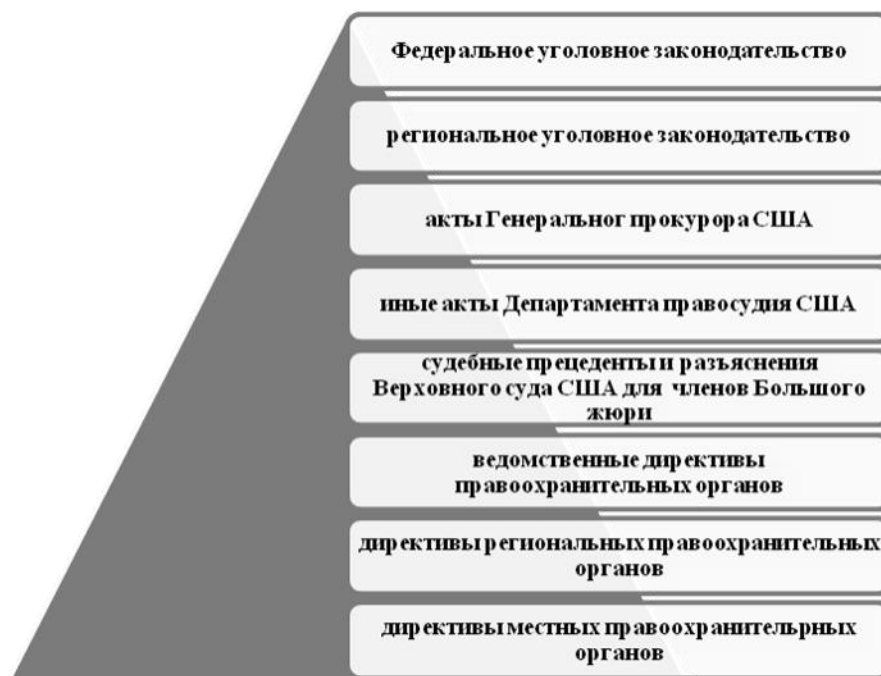 Федеральное уголовное законодательство
региональное уголовное законодательство
акты Генеральног прокурора США
иные акты Департамента правосудия США
судебные прецеденты и разъяснения
Верховного суда США для членов Большого
жюри
ведомственные директивы
правоохранительных органов
директивы региональных правоохранительных
органов
директивы местных правоохранительрных
органов